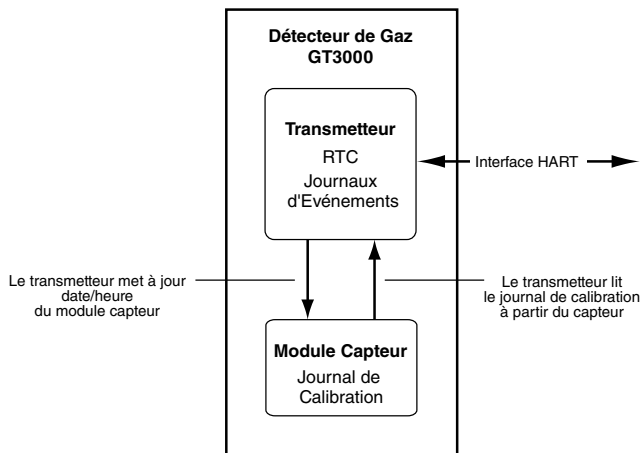 Détecteur de Gaz
GT3000
Transmetteur
RTC
Journaux
d'Evénements
Interface HART
Le transmetteur met à jour
date/heure
du module capteur
Le transmetteur lit
le journal de calibration
à partir du capteur
Module Capteur
Journal de
Calibration